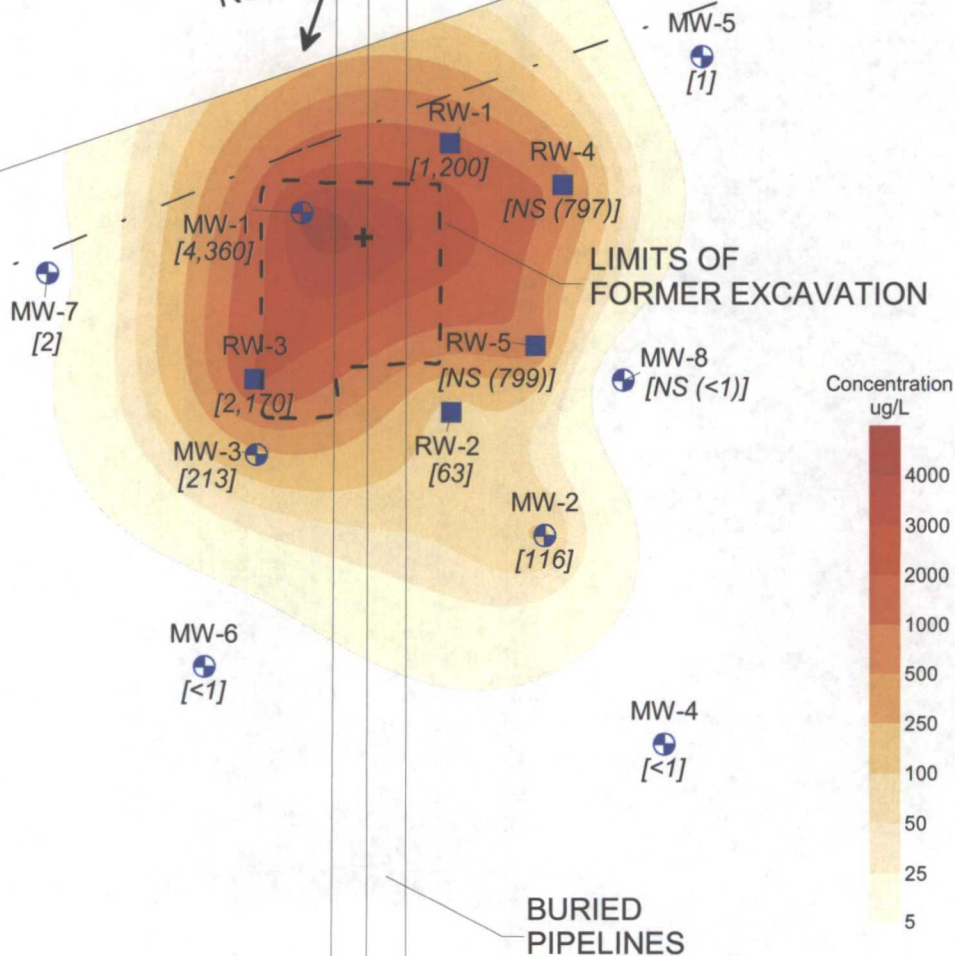 MW-5
[1]
RW-1
[1,200]
RW-4
[NS (797)]
MW-1
[4,360]
LIMITS OF
FORMER EXCAVATION
MW-7
[2]
RW-3
[2,170]
RW-5
[NS (799)]
MW-8
[NS (<1)]
Concentration
ug/L
4000
3000
2000
1000
500
250
100
50
25
5
MW-3
[213]
RW-2
[63]
MW-2
[116]
MW-6
[<1]
MW-4
[<1]
BURIED
PIPELINES